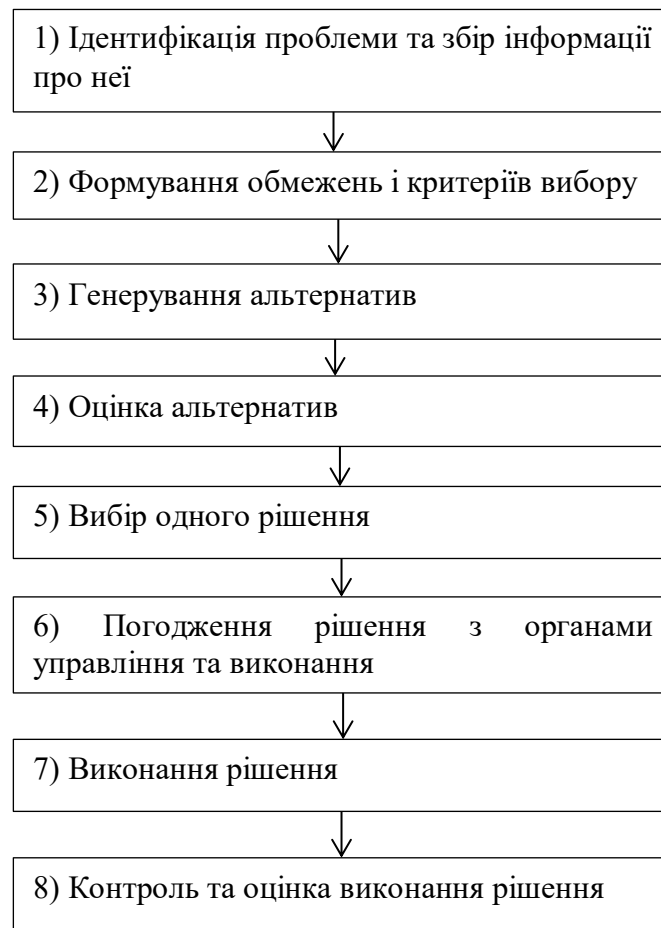 1) Ідентифікація проблеми та збір інформації
про неї
2) Формування обмежень і критеріїв вибору
3) Генерування альтернатив
4) Оцінка альтернатив
5) Вибір одного рішення
6) Погодження рішення з органами
управління та виконання
7) Виконання рішення
8) Контроль та оцінка виконання рішення